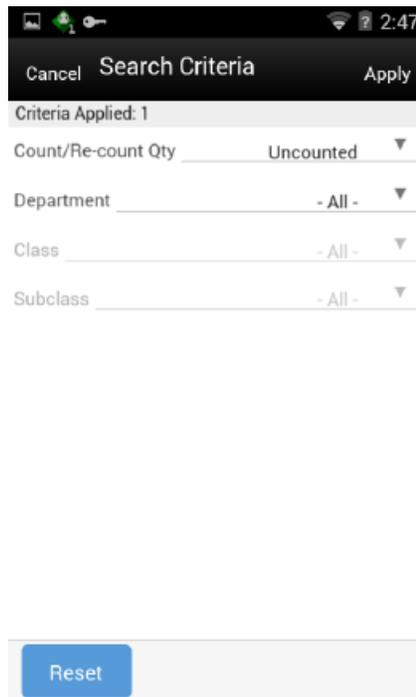 1 2:47
Cancel Search Criteria Apply
Criteria Applied: 1
Count/Re-count Qty Uncounted
Department - All -
Class - All -
Subclass - All -
Reset